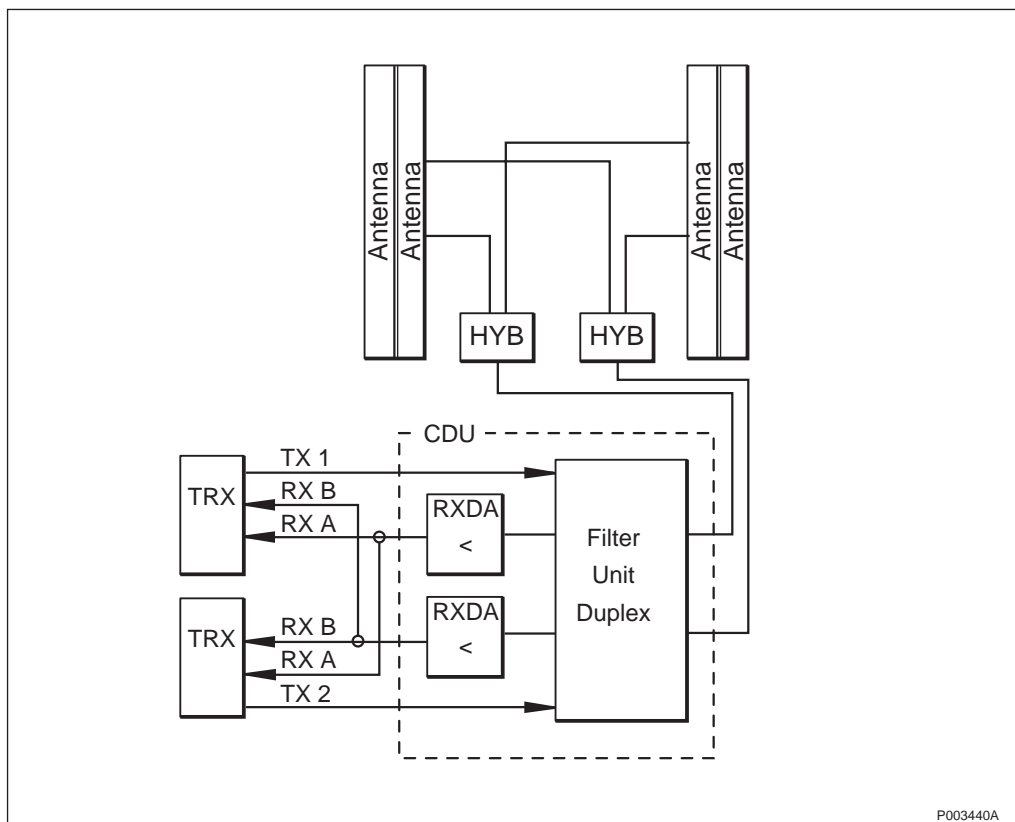 Antenna
Antenna
Antenna
Antenna
HYB
HYB
CDU
TX 1
TRX
RX B
RX A
RXDA
<
Filter
Unit
Duplex
RXDA
<
TRX
RX B
RX A
TX 2
P003440A